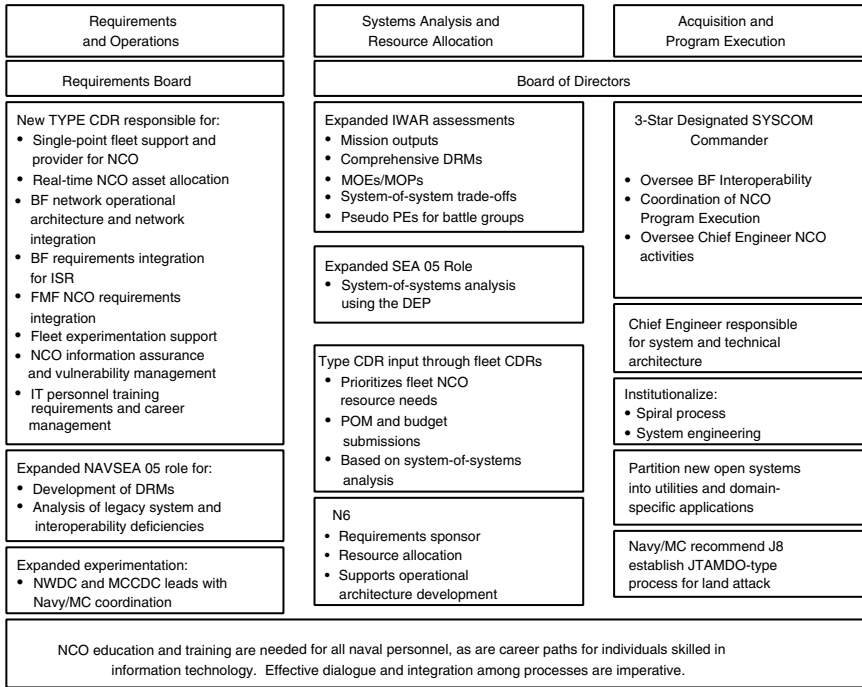 Requirements
and Operations
Systems Analysis and
Resource Allocation
Acquisition and
Program Execution
Requirements Board
Board of Directors
New TYPE CDR responsible for:
• Single-point fleet support and
provider for NCO
• Real-time NCO asset allocation
• BF network operational
architecture and network
integration
• BF requirements integration
for ISR
• FMF NCO requirements
integration
• Fleet experimentation support
• NCO information assurance
and vulnerability management
• IT personnel training
requirements and career
management
Expanded NAVSEA 05 role for:
• Development of DRMs
• Analysis of legacy system and
interoperability deficiencies
Expanded experimentation:
• NWDC and MCCDC leads with
Navy/MC coordination
Expanded IWAR assessments
• Mission outputs
• Comprehensive DRMs
• MOEs/MOPs
• System-of-system trade-offs
• Pseudo PEs for battle groups
Expanded SEA 05 Role
• System-of-systems analysis
using the DEP
Type CDR input through fleet CDRs
• Prioritizes fleet NCO
resource needs
• POM and budget
submissions
• Based on system-of-systems
analysis
N6
• Requirements sponsor
• Resource allocation
• Supports operational
architecture development
3-Star Designated SYSCOM
Commander
• Oversee BF Interoperability
• Coordination of NCO
Program Execution
• Oversee Chief Engineer NCO
activities
Chief Engineer responsible
for system and technical
architecture
Institutionalize:
• Spiral process
• System engineering
Partition new open systems
into utilities and domain-
specific applications
Navy/MC recommend J8
establish JTAMDO-type
process for land attack
NCO education and training are needed for all naval personnel, as are career paths for individuals skilled in
information technology. Effective dialogue and integration among processes are imperative.